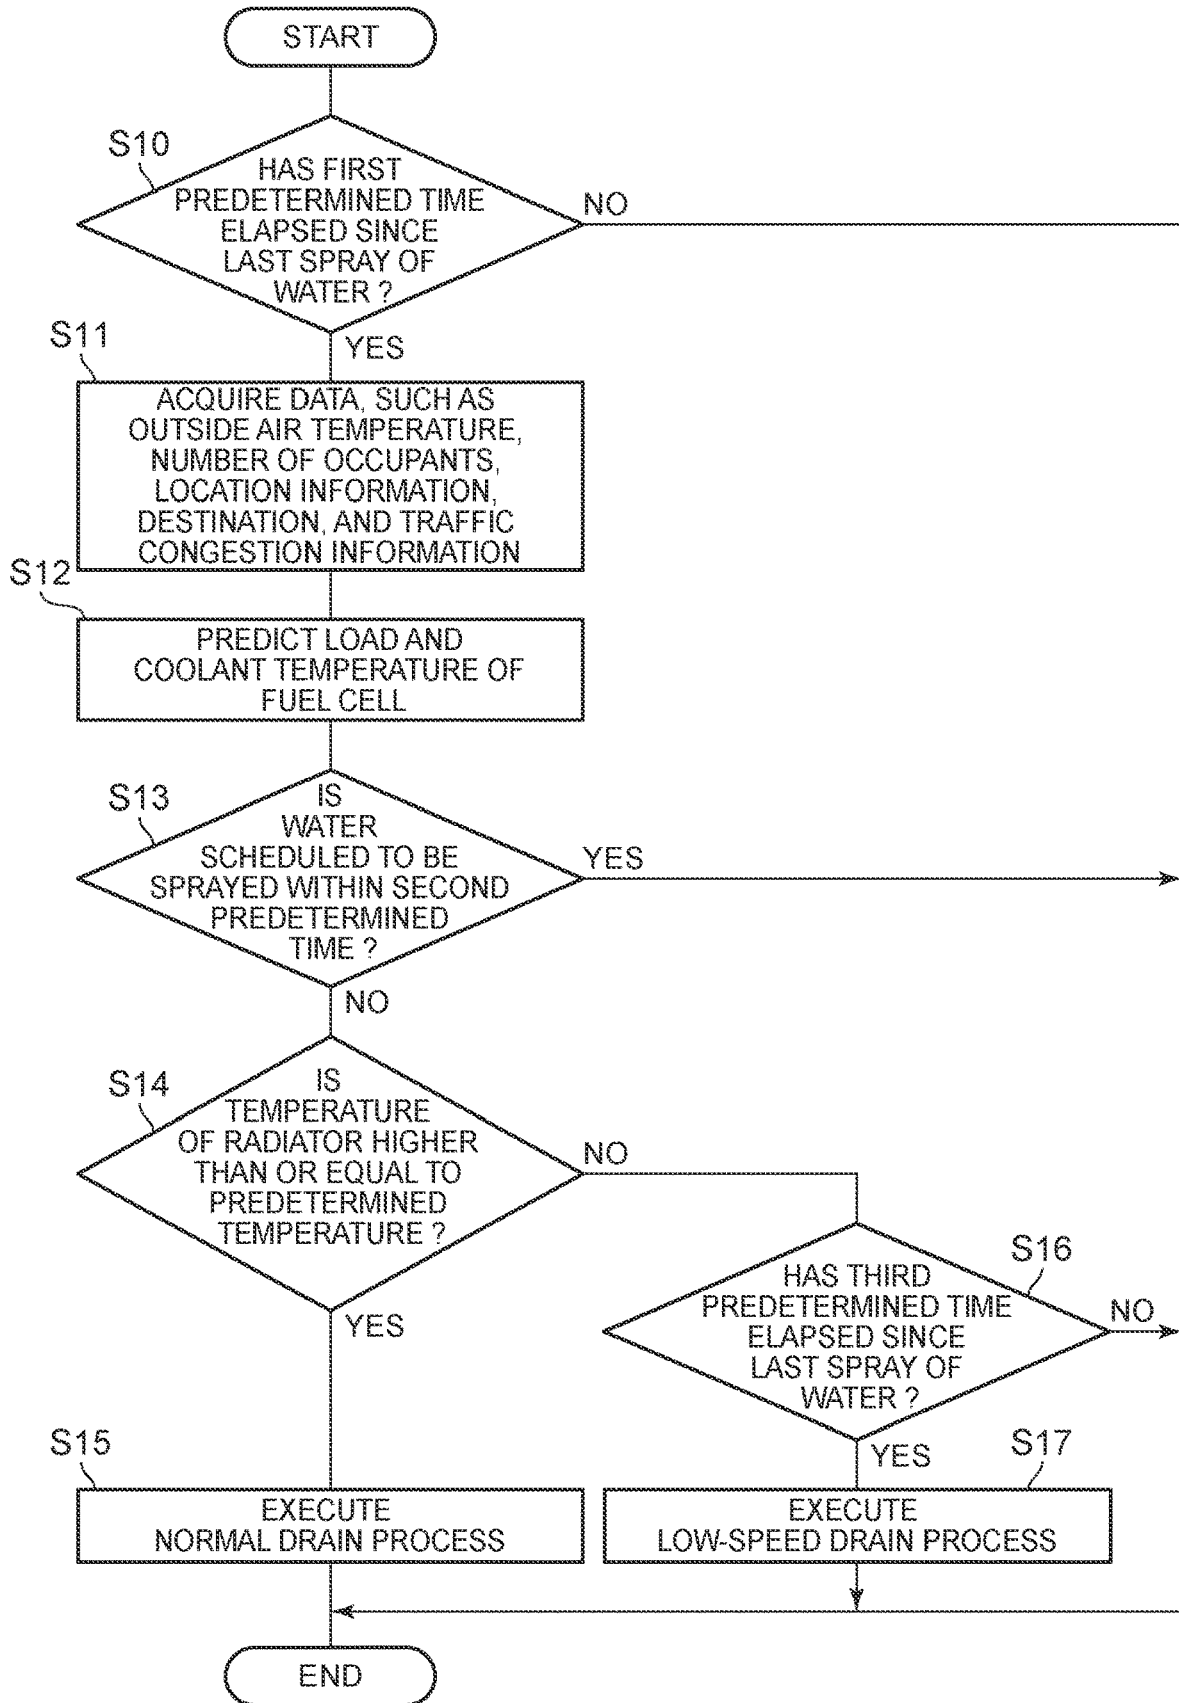 START
S10
HAS FIRST
PREDETERMINED TIME
ELAPSED SINCE
LAST SPRAY OF
WATER ?
NO
YES
S11
ACQUIRE DATA, SUCH AS
OUTSIDE AIR TEMPERATURE,
NUMBER OF OCCUPANTS,
LOCATION INFORMATION,
DESTINATION, AND TRAFFIC
CONGESTION INFORMATION
S12
PREDICT LOAD AND
COOLANT TEMPERATURE OF
FUEL CELL
S13
IS
WATER
SCHEDULED TO BE
SPRAYED WITHIN SECOND
PREDETERMINED
TIME ?
YES
NO
S14
IS
TEMPERATURE
OF RADIATOR HIGHER
THAN OR EQUAL TO
PREDETERMINED
TEMPERATURE ?
NO
YES
S16
HAS THIRD
PREDETERMINED TIME
ELAPSED SINCE
LAST SPRAY OF
WATER ?
NO
YES
S15
EXECUTE
NORMAL DRAIN PROCESS
S17
EXECUTE
LOW-SPEED DRAIN PROCESS
END